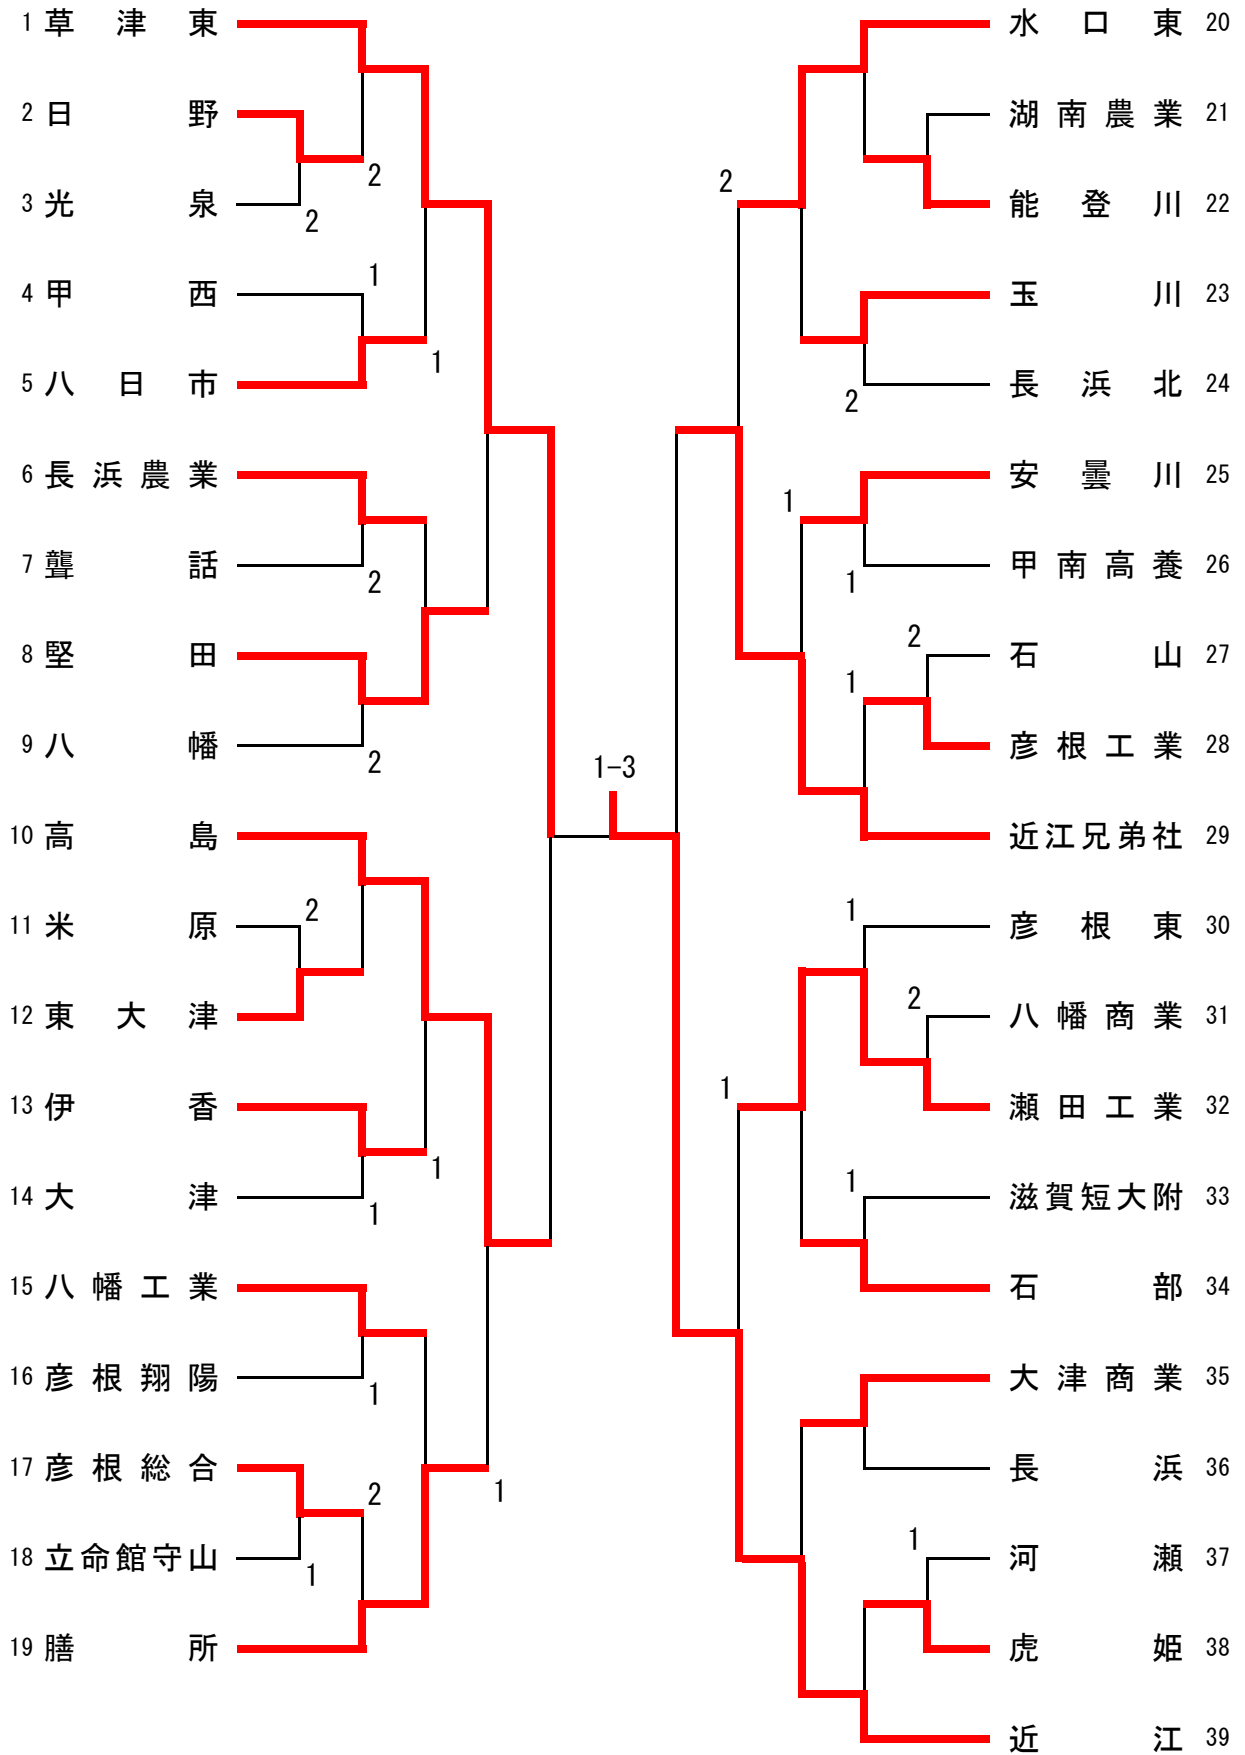 1 草津東
2 日野
2
3 光泉
2
4 甲西
1
5 八日市
1
6 長浜農業
7 聾話
2
8 堅田
9 八幡
2
10 高島
11 米原
2
12 東大津
13 伊香
1
14 大津
1
15 八幡工業
16 彦根翔陽
1
17 彦根総合
2
1
18 立命館守山
1
19 膳所
1-3
水口東 20
湖南農業 21
2
能登川 22
玉川 23
長浜北 24
2
安曇川 25
1
甲南高養 26
1
石山 27
2
1
彦根工業 28
近江兄弟社 29
彦根東 30
1
八幡商業 31
2
瀬田工業 32
1
滋賀短大附 33
1
石部 34
大津商業 35
長浜 36
河瀬 37
1
虎姫 38
近江 39